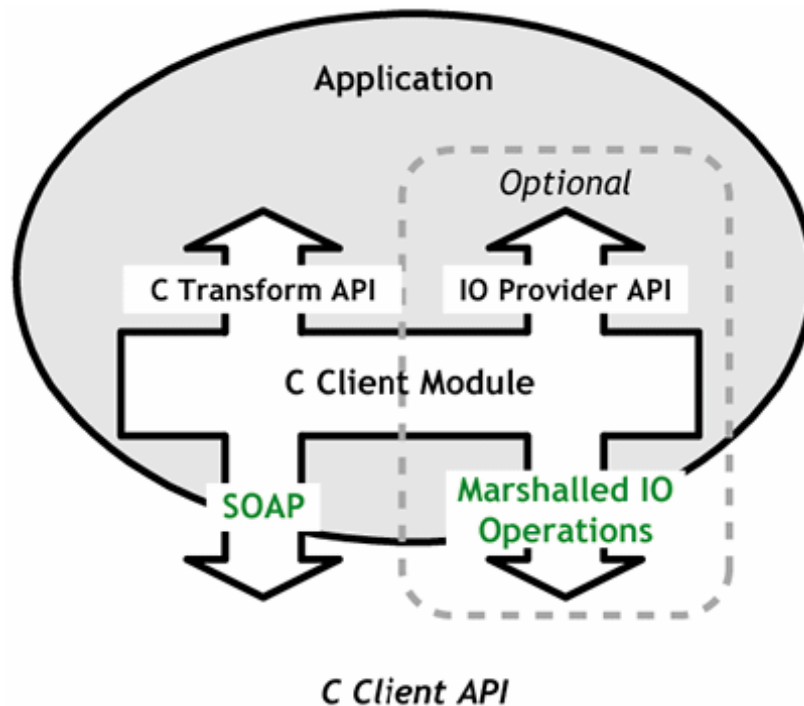 Application
Optional
C Transform API
IO Provider API
C Client Module
SOAP
Marshalled IO
Operations
C Client API